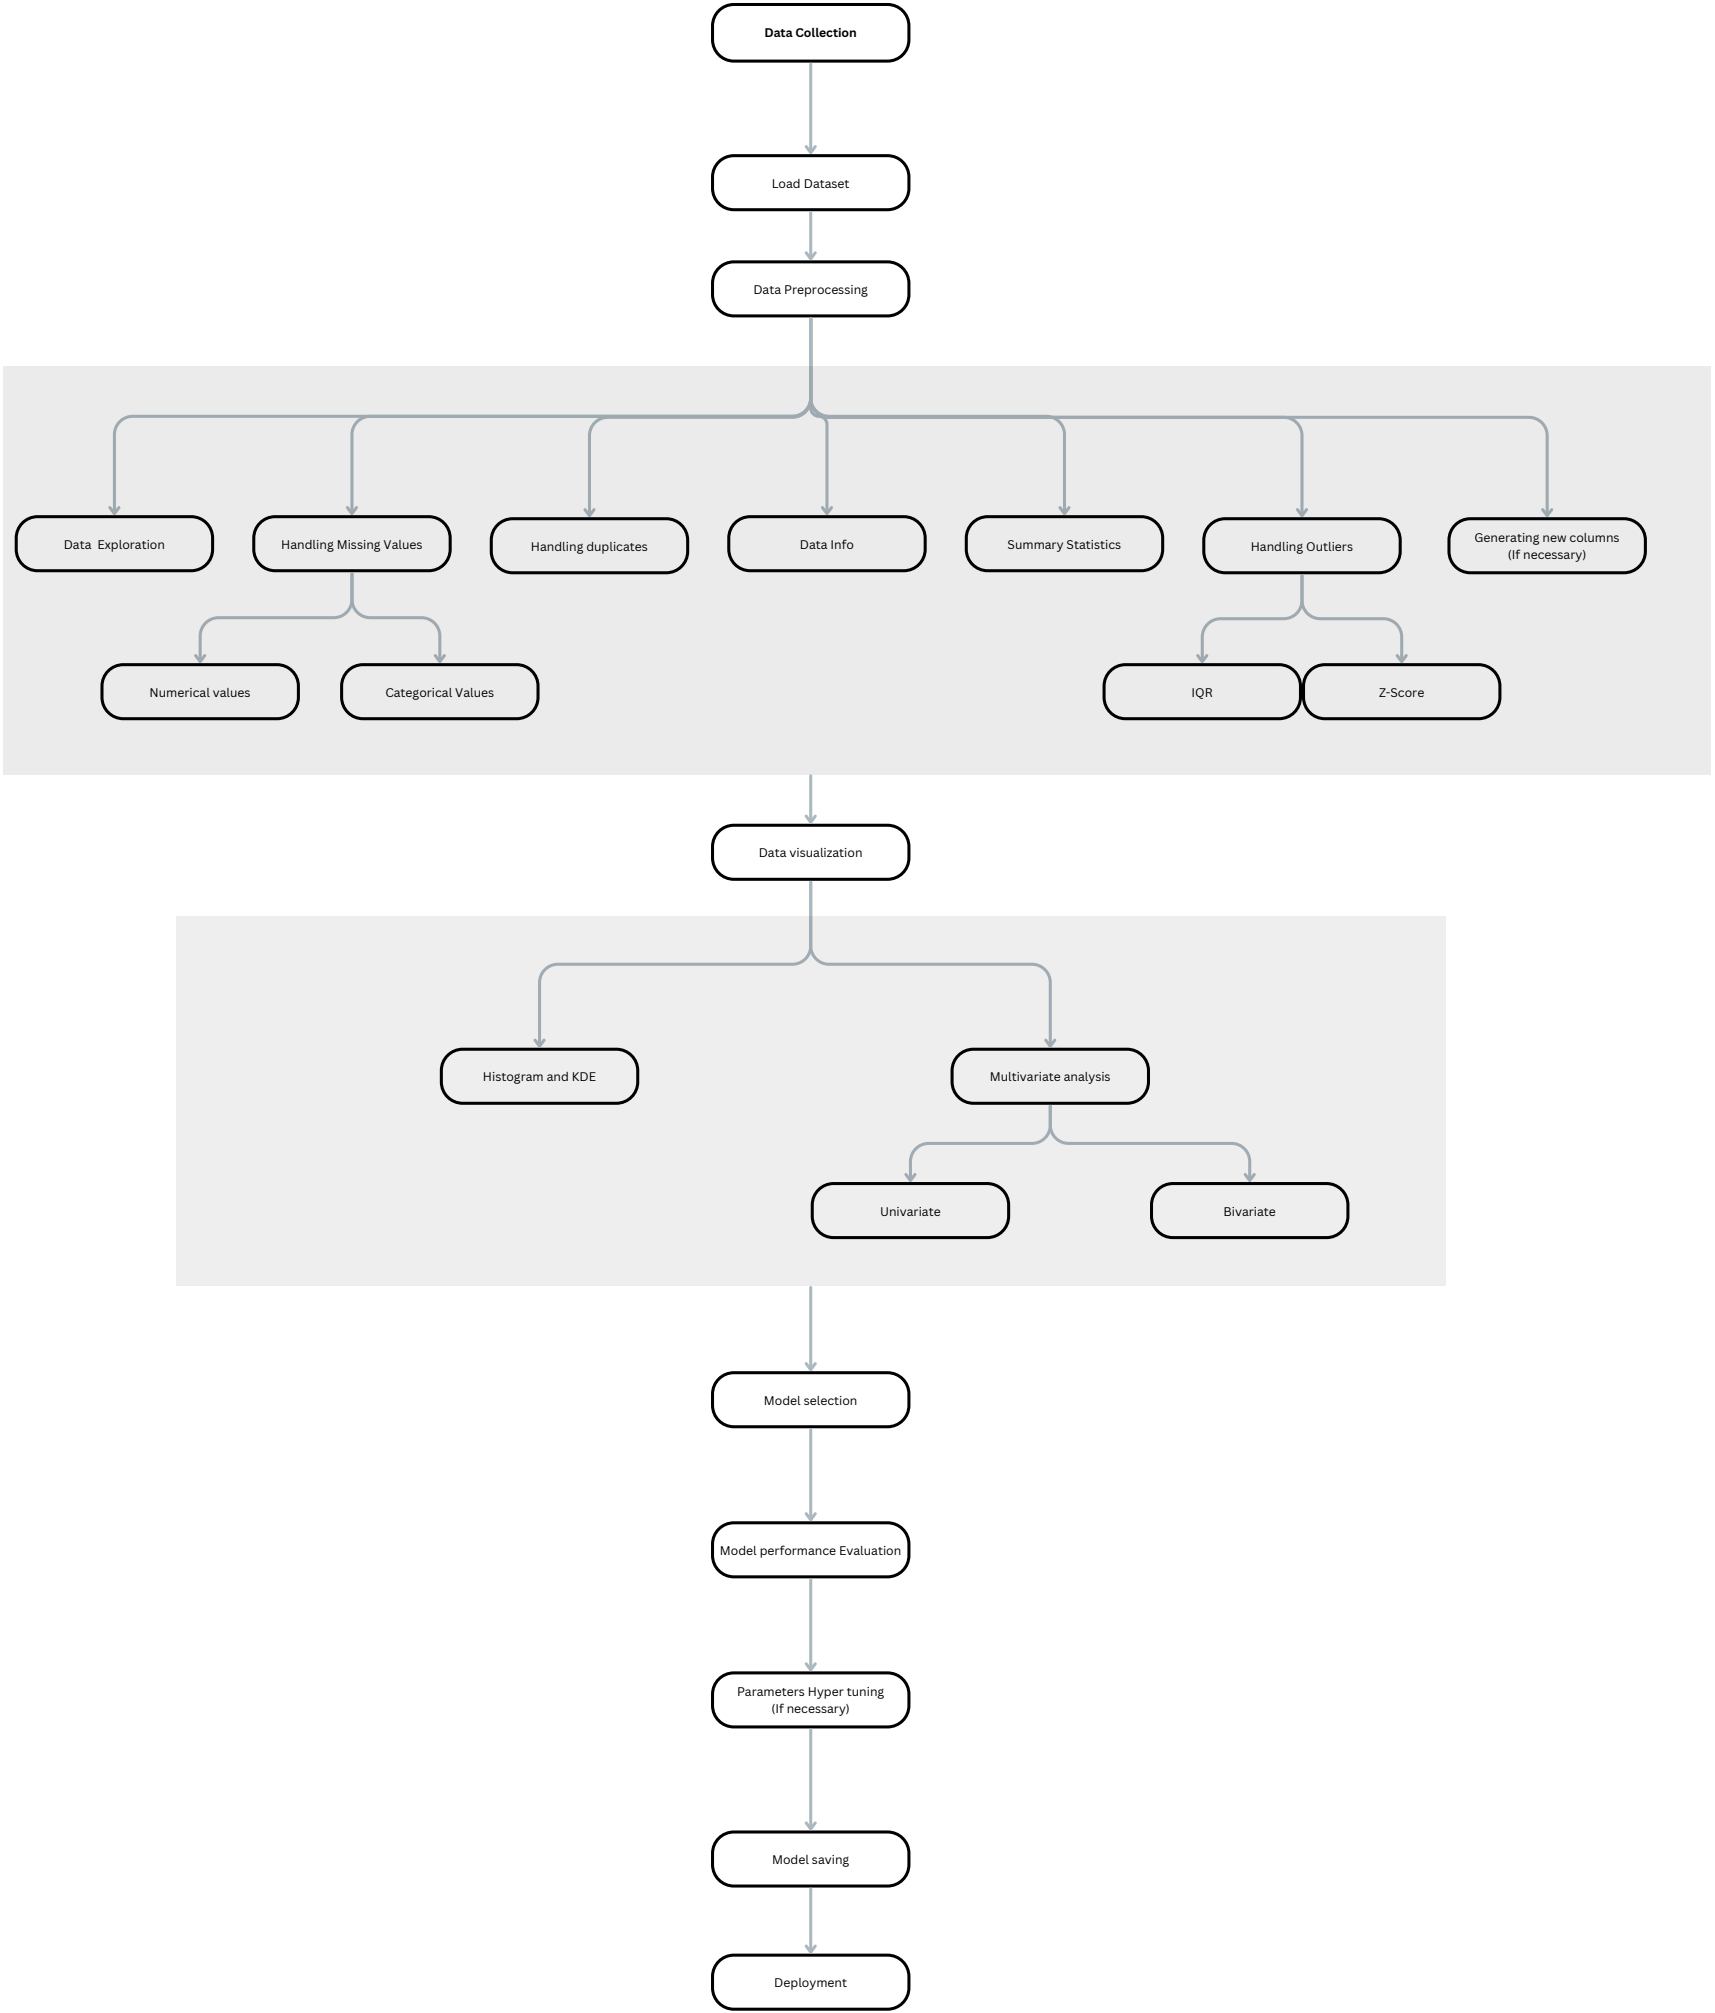 Data Collection
Load Dataset
Data Preprocessing
Data  Exploration
Handling Missing Values
Handling duplicates
Data Info
Summary Statistics
Handling Outliers
Generating new columns
(If necessary)
Numerical values
Categorical Values
IQR
Z-Score
Data visualization
Histogram and KDE
Multivariate analysis
Univariate
Bivariate
Model selection
Model performance Evaluation
Parameters Hyper tuning
(If necessary)
Model saving
Deployment